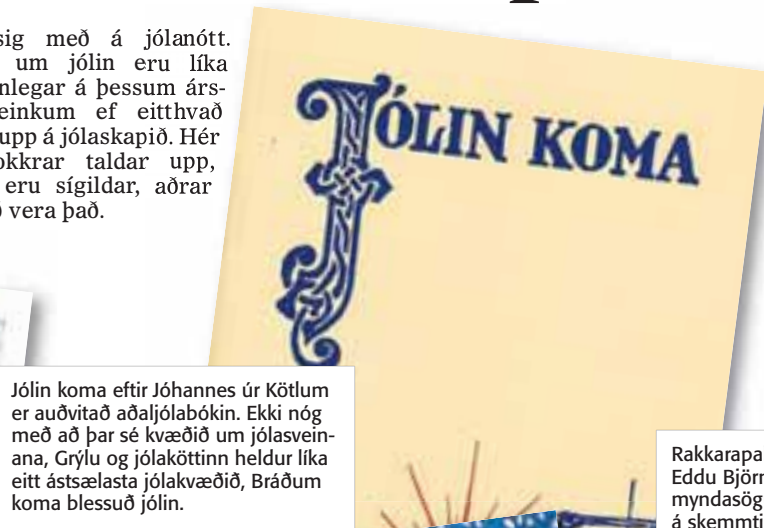 sig með á jólanótt.
um jólin eru líka
á þessum árs-
einkum ef eitthvað
upp á jólaskapið. Hér
taldar upp,
eru sígildar, aðrar
vera það.
JÓLIN KOMA
Jólin koma eftir Jóhannes úr Kötlum
er auðvitað aðaljólabókin. Ekki nóg
með að þar sé kvæðið um jólasvein-
ana, Grýlu og jólaköttinn heldur líka
eitt ástsælasta jólakvæðið, Bráðum
koma blessuð jólin.
Rakkarapa
Eddu Björn
myndasög
á skemmti